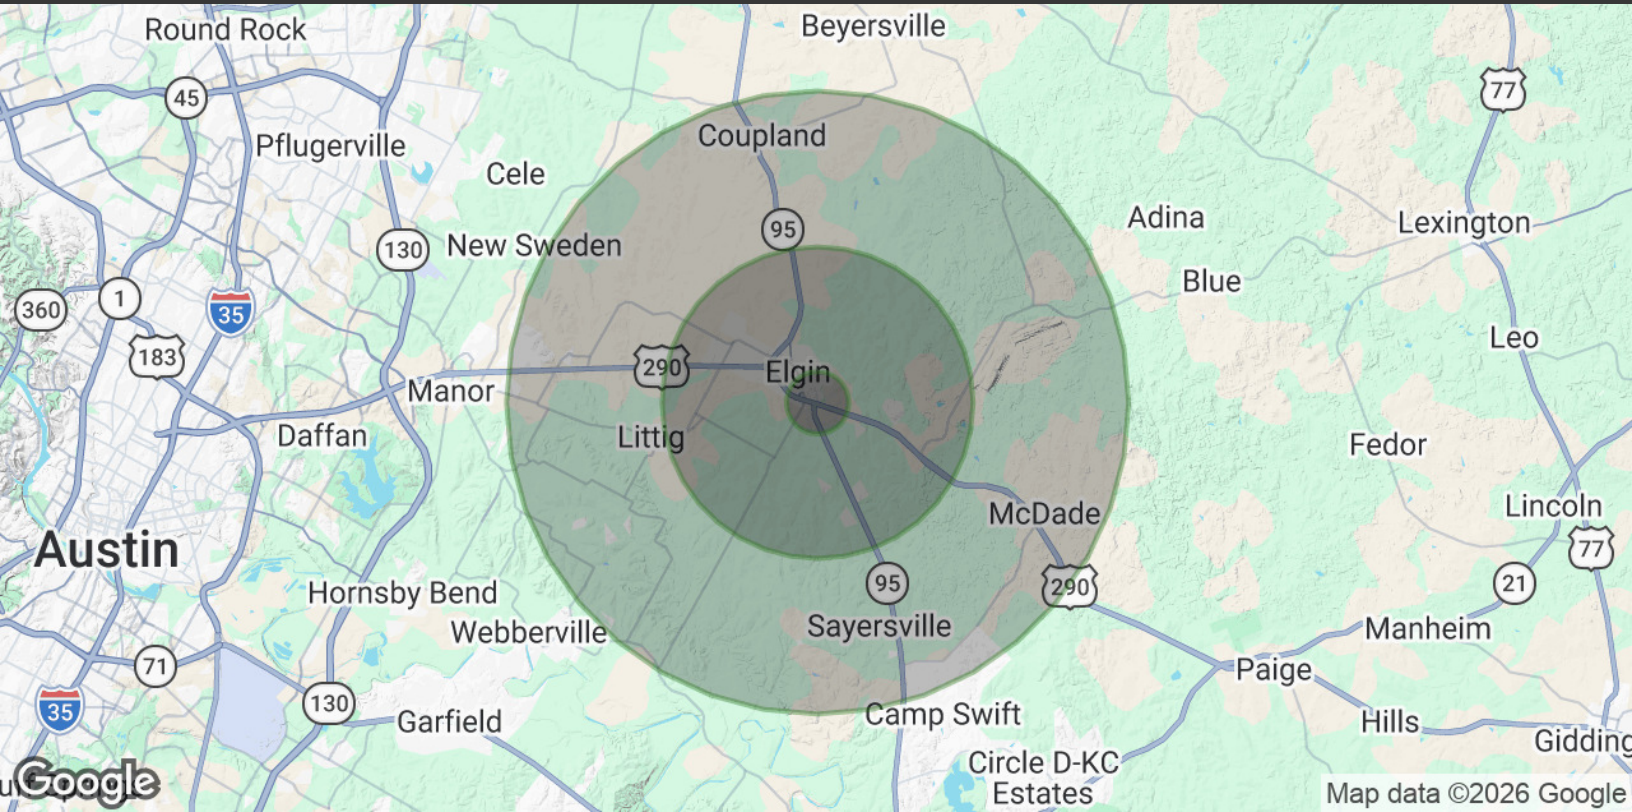 Beyersville
Round Rock
77
45
Coupland
Pflugerville
Cele
Adina
Lexington
95
130
New Sweden
Blue
1
360
35
183
Leo
290
Elgin
Manor
Littig
Daffan
Fedor
McDade
Lincoln
Austin
77
95
290
21
Hornsby Bend
Webberville
Sayersville
Manheim
71
Paige
130
35
Garfield
Camp Swift
Hills
Gidding
Circle D-KC
Estates
Google
Map data ©2026 Google